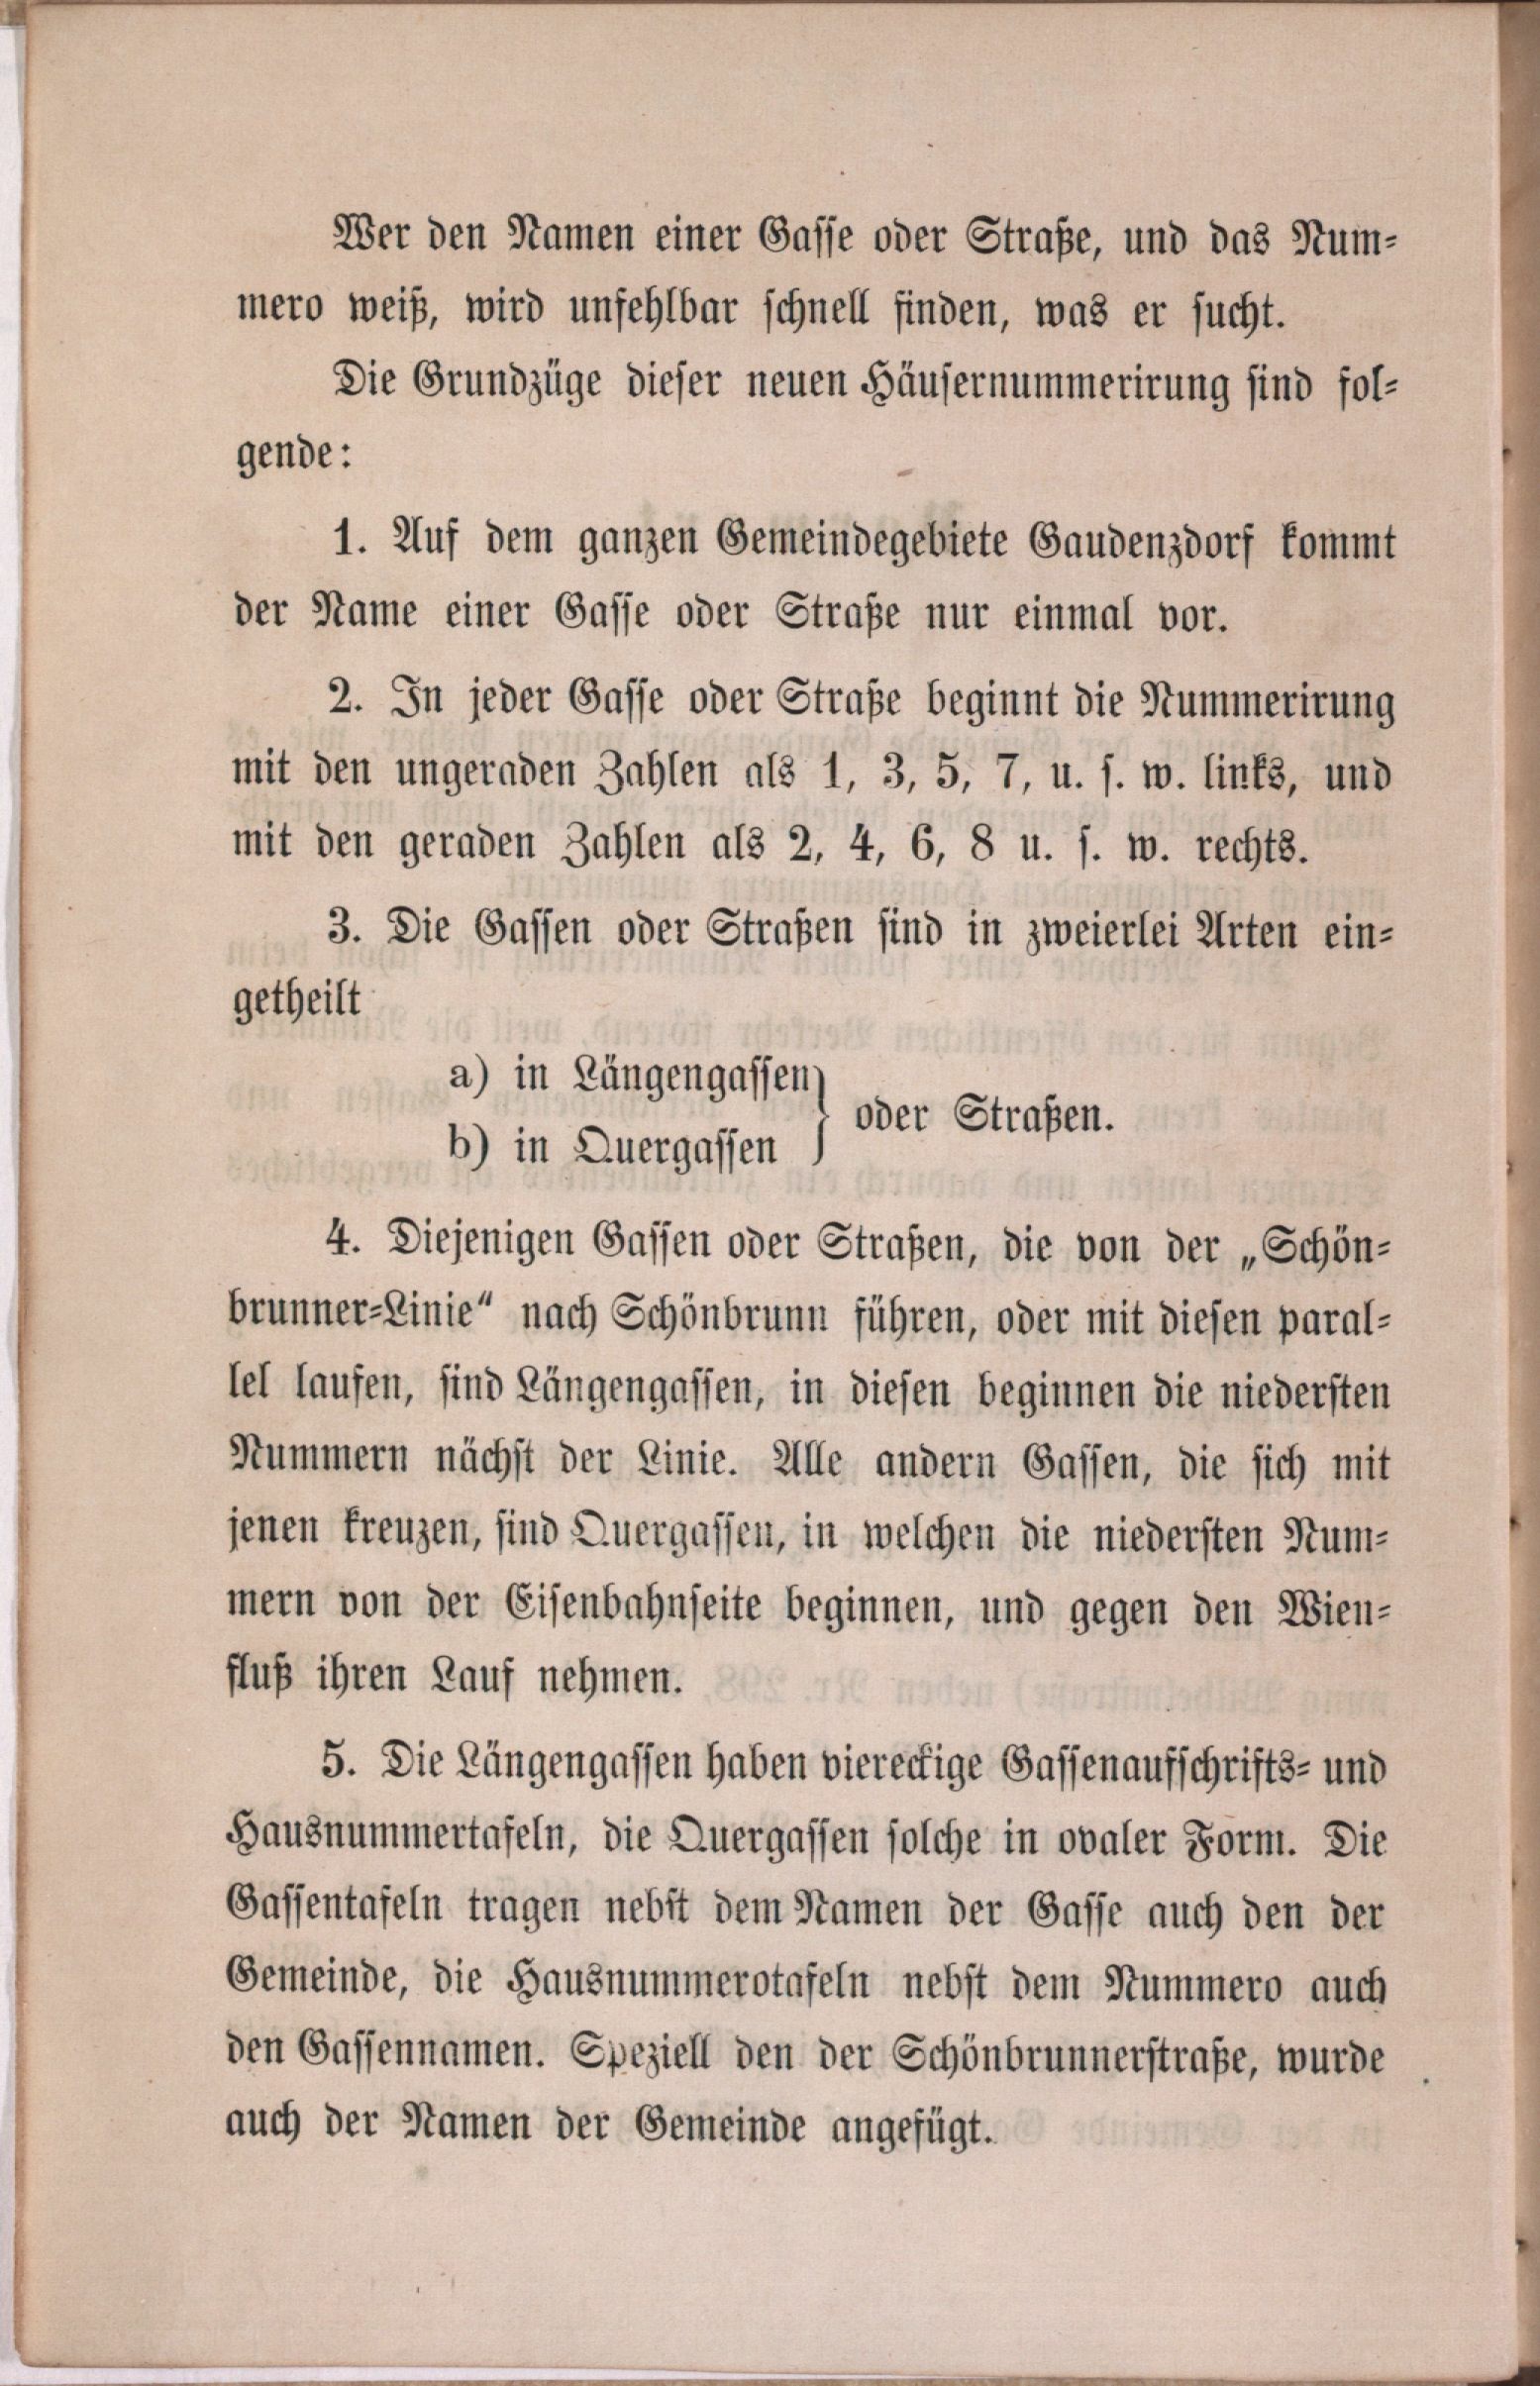 Wer den Namen einer Gasse oder Straße, und das Num-
mero weiß, wird unfehlbar schnell finden, was er sucht.
Die Grundzüge dieser neuen Häusernummerirung sind fol-
gende:
1. Auf dem ganzen Gemeindegebiete Gaudenzdorf kommt
der Name einer Gasse oder Straße nur einmal vor.
2. In jeder Gasse oder Straße beginnt die Nummerirung
mit den ungeraden Zahlen als 1, 3, 5, 7, u. s. w. links, und
mit den geraden Zahlen als 2, 4, 6, 8 u. s. w. rechts.
3. Die Gassen oder Straßen sind in zweierlei Arten ein-
getheilt
a) in Längengassen
b) in Quergassen } oder Straßen.
4. Diejenigen Gassen oder Straßen, die von der „Schön-
brunner-Linie“ nach Schönbrunn führen, oder mit diesen paral-
lel laufen, sind Längengassen, in diesen beginnen die niedersten
Nummern nächst der Linie. Alle andern Gassen, die sich mit
jenen kreuzen, sind Quergassen, in welchen die niedersten Num-
mern von der Eisenbahnseite beginnen, und gegen den Wien-
fluß ihren Lauf nehmen.
5. Die Längengassen haben viereckige Gassenaufschrifts- und
Hausnummertafeln, die Quergassen solche in ovaler Form. Die
Gassentafeln tragen nebst dem Namen der Gasse auch den der
Gemeinde, die Hausnummerotafeln nebst dem Nummero auch
den Gassennamen. Speziell den der Schönbrunnerstraße, wurde
auch der Namen der Gemeinde angefügt.